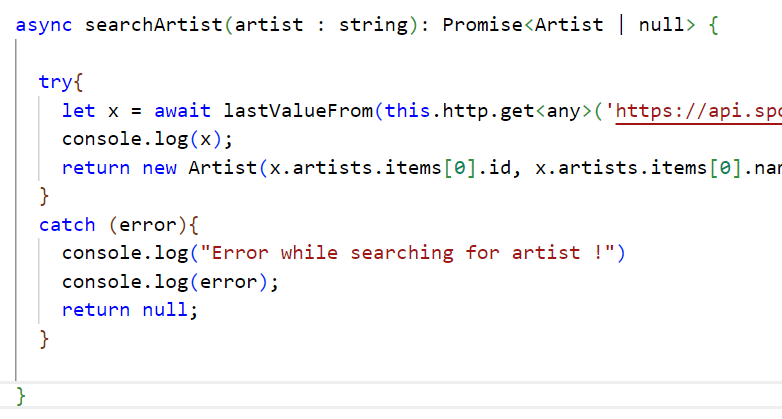 async searchArtist(artist : string): Promise<Artist | null> {
try{
let x = await lastValueFrom(this.http.get<any>('https://api.spo
console.log(x);
return new Artist(x.artists.items[0].id, x.artists.items[0].nam
}
catch (error){
console.log("Error while searching for artist !")
console.log(error);
return null;
}
}